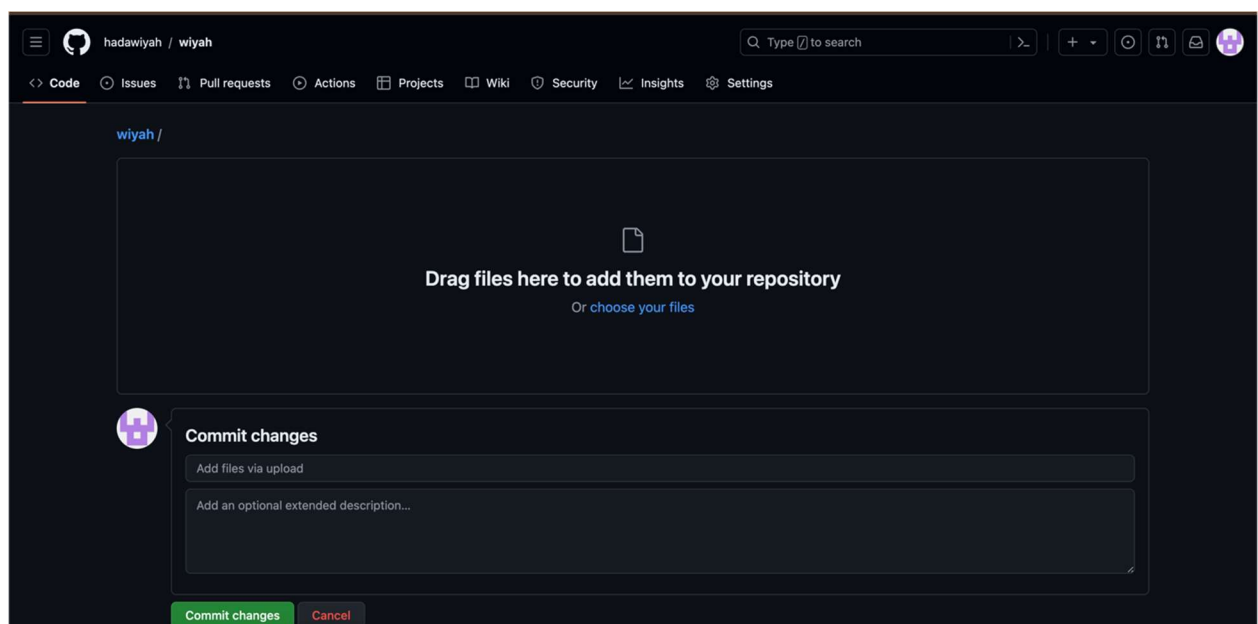 hadawiyah / wiyah
Type / to search
Code Issues Pull requests Actions Projects Wiki Security Insights Settings
wiyah /
Drag files here to add them to your repository
Or choose your files
Commit changes
Add files via upload
Add an optional extended description...
Commit changes Cancel